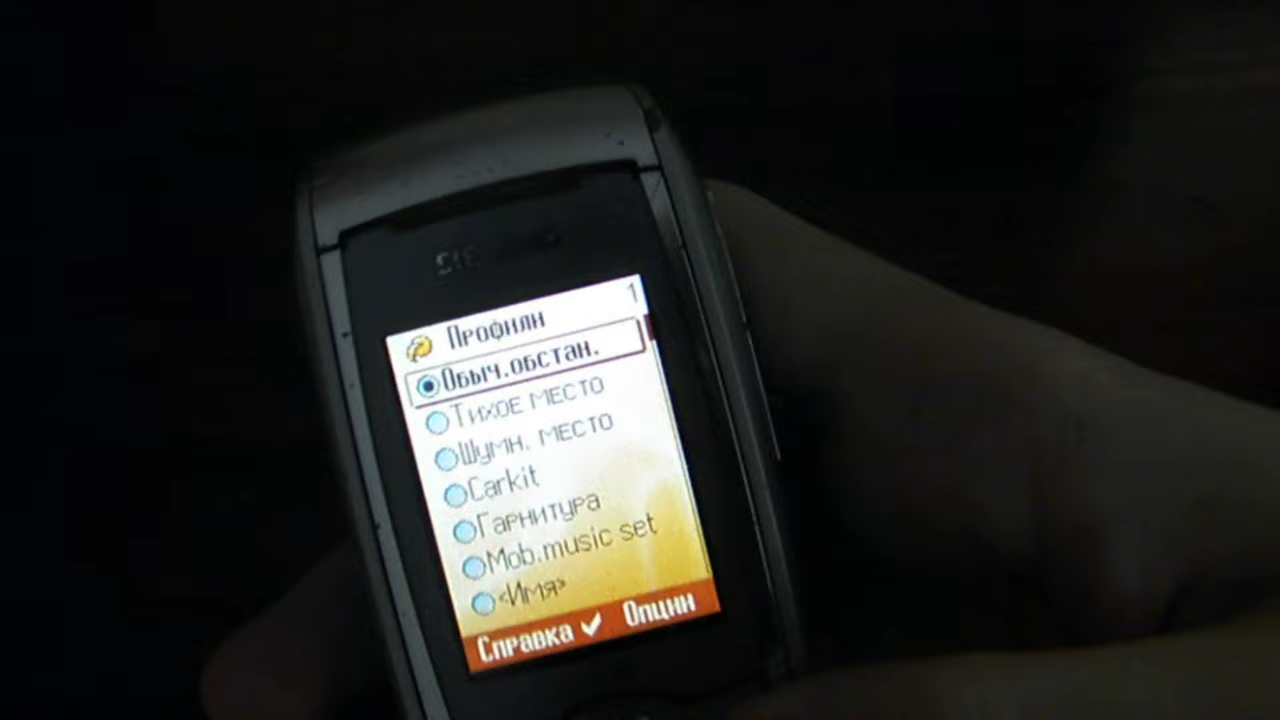 Профили 1
Обыч.обстан.
Тихое место
Шумн. место
Carkit
Гарнитура
Mob.music set
<Имя>
Справка Опции